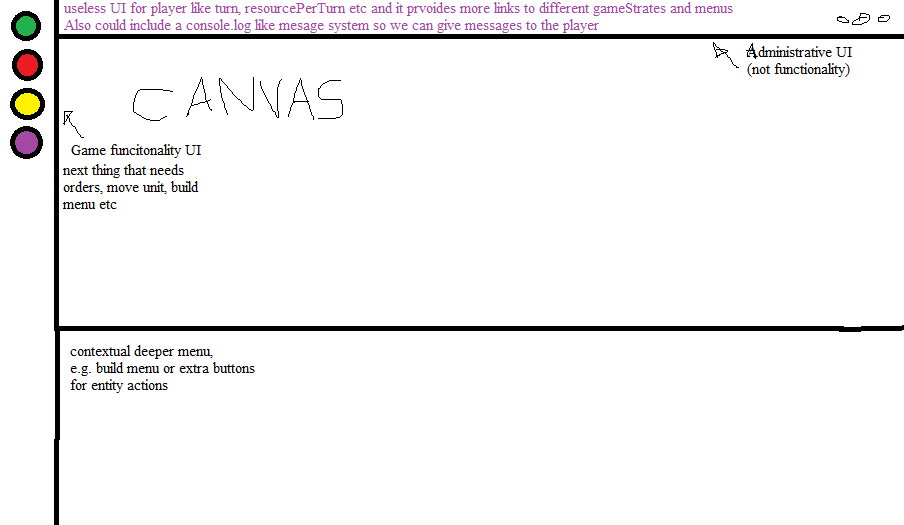 useless UI for player like turn, resourcePerTurn etc and it prvoides more links to different gameStrates and menus
Also could include a console.log like mesage system so we can give messages to the player
Administrative UI
(not functionality)
CANVAS
Game funcitonality UI
next thing that needs
orders, move unit, build
menu etc
contextual deeper menu,
e.g. build menu or extra buttons
for entity actions